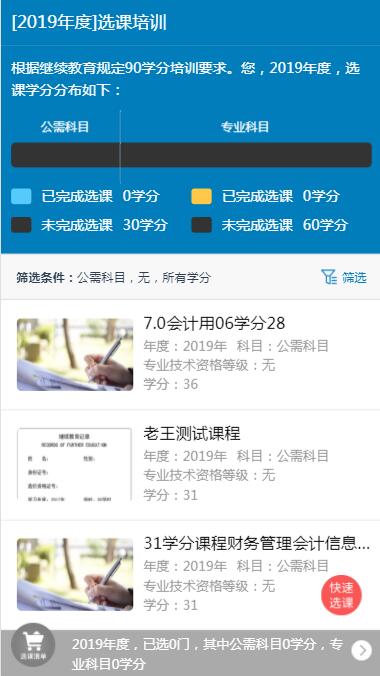 [2019年度]选课培训
根据继续教育规定90学分培训要求。您，2019年度，选
课学分分布如下：
公需科目 专业科目
已完成选课 0学分 已完成选课 0学分
未完成选课 30学分 未完成选课 60学分
筛选条件：公需科目，无，所有学分 筛选
7.0会计用06学分28
年度：2019年 科目：公需科目
专业技术资格等级：无
学分：36
继续教育记录
RECORDS OF FURTHER EDUCATION
姓 名： 性别：
身份证号：
老王测试课程
年度：2019年 科目：公需科目
专业技术资格等级：无
学分：31
31学分课程财务管理会计信息...
年度：2019年 科目：公需科目
专业技术资格等级：无
学分：31
快速
选课
选课清单
2019年度，已选0门，其中公需科目0学分，专
业科目0学分